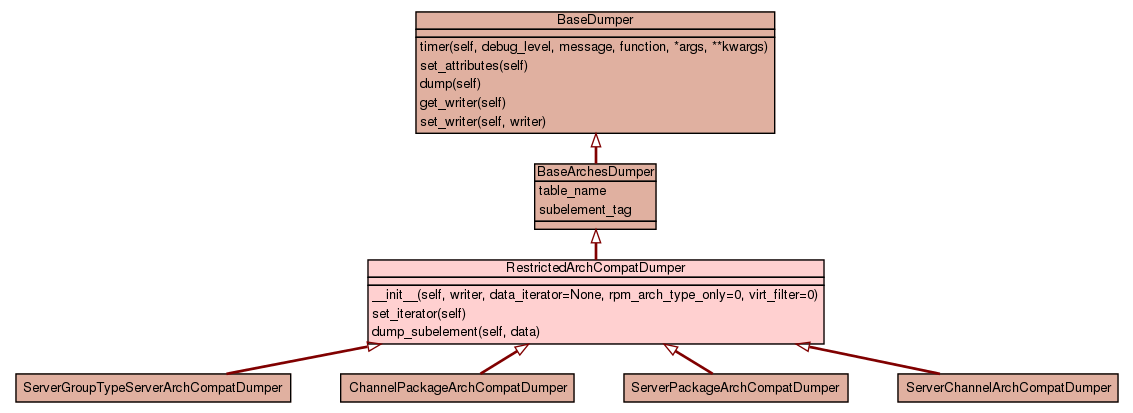 BaseDumper
timer(self, debug_level, message, function, *args, **kwargs)
set_attributes(self)
dump(self)
get_writer(self)
set_writer(self, writer)
BaseArchesDumper
table_name
subelement_tag
RestrictedArchCompatDumper
__init__(self, writer, data_iterator=None, rpm_arch_type_only=0, virt_filter=0)
set_iterator(self)
dump_subelement(self, data)
ServerGroupTypeServerArchCompatDumper
ChannelPackageArchCompatDumper
ServerPackageArchCompatDumper
ServerChannelArchCompatDumper